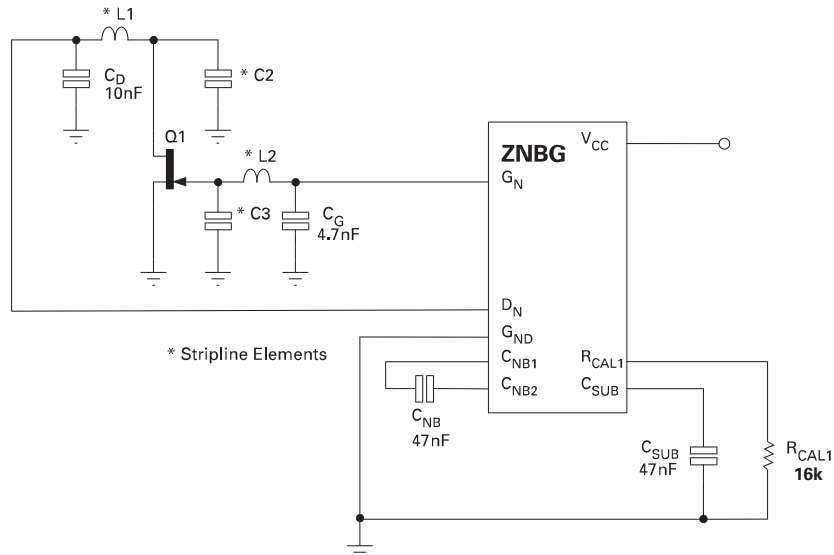 * L1
C_D
10nF
* C2
Q1
* L2
* C3
C_G
4.7nF
ZNBG
V_CC
G_N
D_N
G_ND
C_NB1
R_CAL1
C_NB2
C_SUB
* Stripline Elements
C_NB
47nF
C_SUB
47nF
R_CAL1
16k